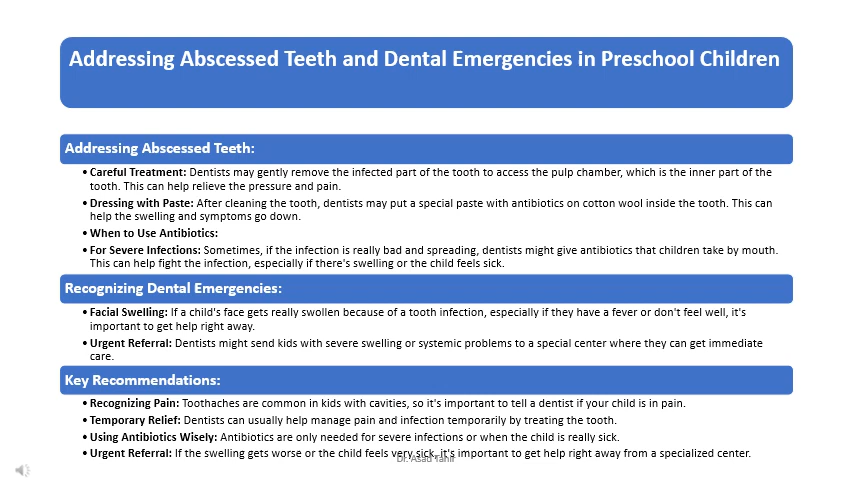 Addressing Abscessed Teeth and Dental Emergencies in Preschool Children
Addressing Abscessed Teeth:
• Careful Treatment: Dentists may gently remove the infected part of the tooth to access the pulp chamber, which is the inner part of the
tooth. This can help relieve the pressure and pain.
• Dressing with Paste: After cleaning the tooth, dentists may put a special paste with antibiotics on cotton wool inside the tooth. This can
help the swelling and symptoms go down.
• When to Use Antibiotics:
• For Severe Infections: Sometimes, if the infection is really bad and spreading, dentists might give antibiotics that children take by mouth.
This can help fight the infection, especially if there's swelling or the child feels sick.
Recognizing Dental Emergencies:
• Facial Swelling: If a child's face gets really swollen because of a tooth infection, especially if they have a fever or don't feel well, it's
important to get help right away.
• Urgent Referral: Dentists might send kids with severe swelling or systemic problems to a special center where they can get immediate
care.
Key Recommendations:
• Recognizing Pain: Toothaches are common in kids with cavities, so it's important to tell a dentist if your child is in pain.
• Temporary Relief: Dentists can usually help manage pain and infection temporarily by treating the tooth.
• Using Antibiotics Wisely: Antibiotics are only needed for severe infections or when the child is really sick.
• Urgent Referral: If the swelling gets worse or the child feels very sick, it's important to get help right away from a specialized center.
Dr. Asad Tahir